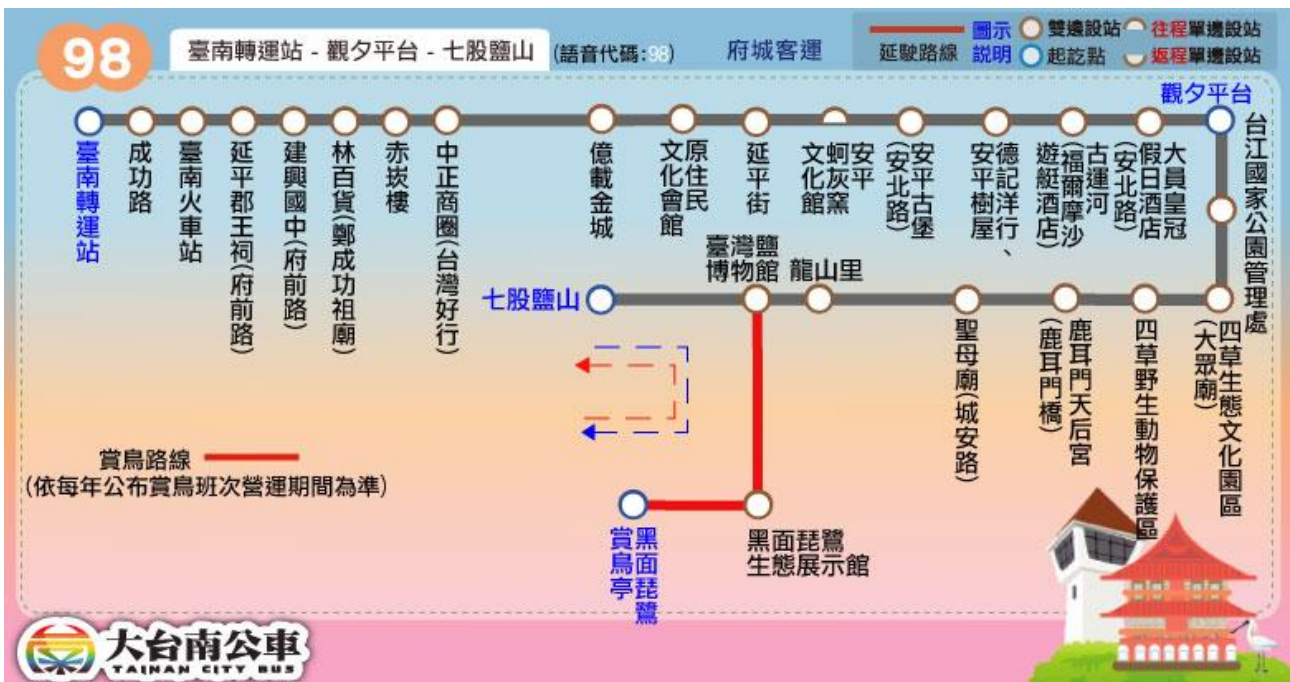 98
臺南轉運站 - 觀夕平台 - 七股鹽山
(語音代碼:98)
府城客運
延駛路線
圖示
說明
雙邊設站
往程單邊設站
起訖點
返程單邊設站
臺南轉運站
成功路
臺南火車站
延平郡王祠(府前路)
建興國中(府前路)
林百貨(鄭成功祖廟)
赤崁樓
中正商圈(台灣好行)
億載金城
原住民
文化會館
延平街
安平
蚵灰窯
文化館
安平古堡
(安北路)
德記洋行、
安平樹屋
古運河
(福爾摩沙
遊艇酒店)
大員皇冠
假日酒店
(安北路)
觀夕平台
台江國家公園管理處
四草生態文化園區
(大眾廟)
四草野生動物保護區
鹿耳門天后宮
(鹿耳門橋)
聖母廟(城安路)
龍山里
臺灣鹽
博物館
七股鹽山
黑面琵鷺
生態展示館
黑面琵鷺
賞鳥亭
賞鳥路線
(依每年公布賞鳥班次營運期間為準)
大台南公車
TAINAN CITY BUS